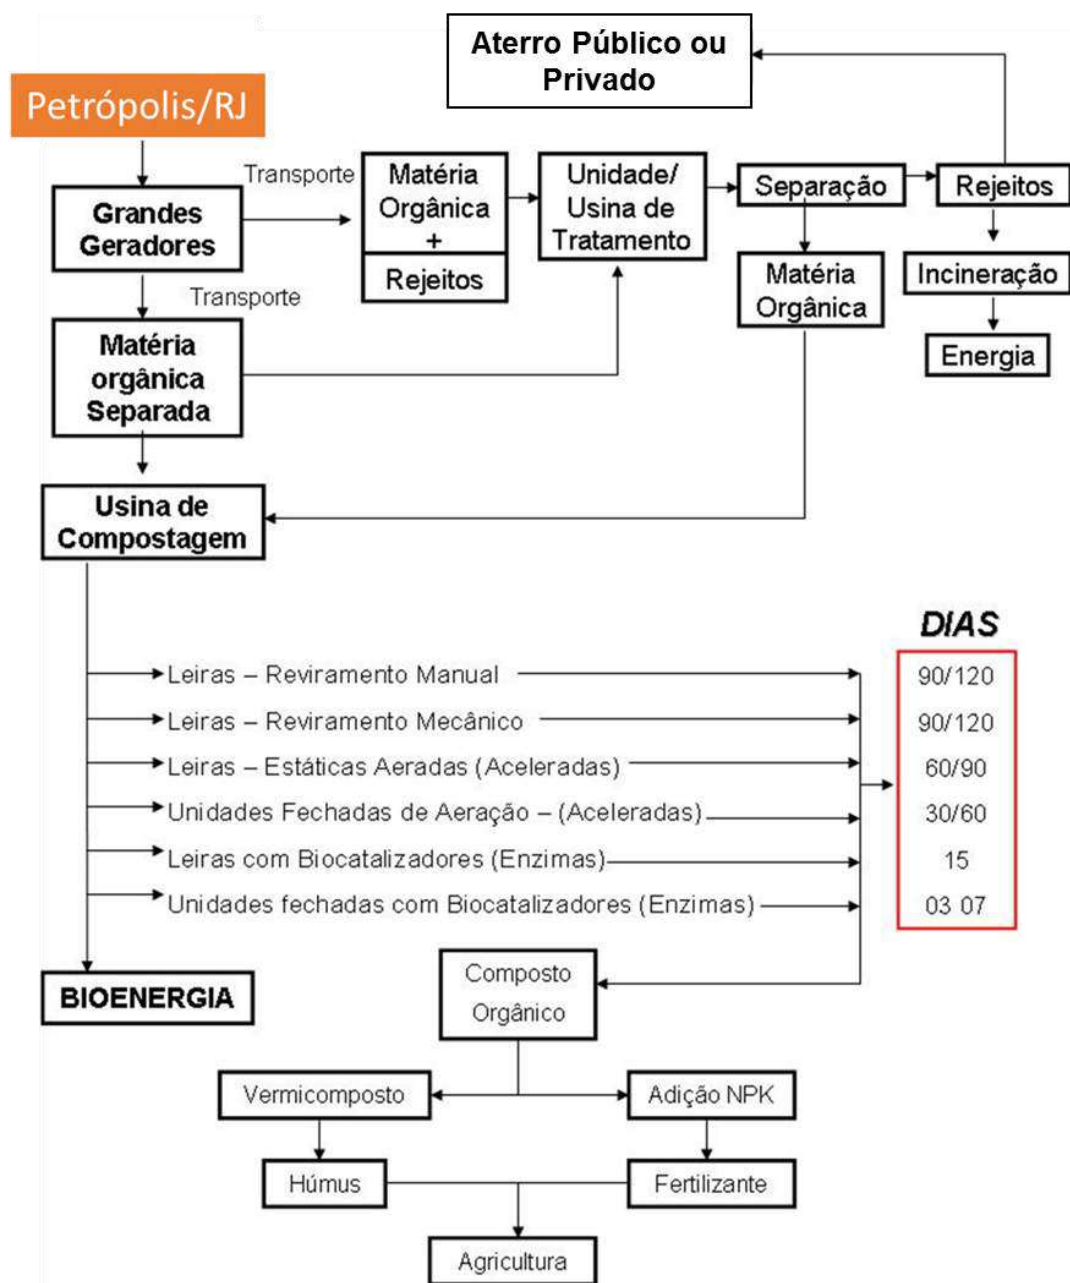 Aterro Público ou
Privado
Petrópolis/RJ
Transporte
Grandes
Geradores
Matéria
Orgânica
+
Rejeitos
Unidade/
Usina de
Tratamento
Separação
Rejeitos
Matéria
Orgânica
Incineração
Energia
Transporte
Matéria
orgânica
Separada
Usina de
Compostagem
DIAS
Leiras – Reviramento Manual 90/120
Leiras – Reviramento Mecânico 90/120
Leiras – Estáticas Aeradas (Aceleradas) 60/90
Unidades Fechadas de Aeração – (Aceleradas) 30/60
Leiras com Biocatalizadores (Enzimas) 15
Unidades fechadas com Biocatalizadores (Enzimas) 03 07
BIOENERGIA
Composto
Orgânico
Vermicomposto
Adição NPK
Húmus
Fertilizante
Agricultura